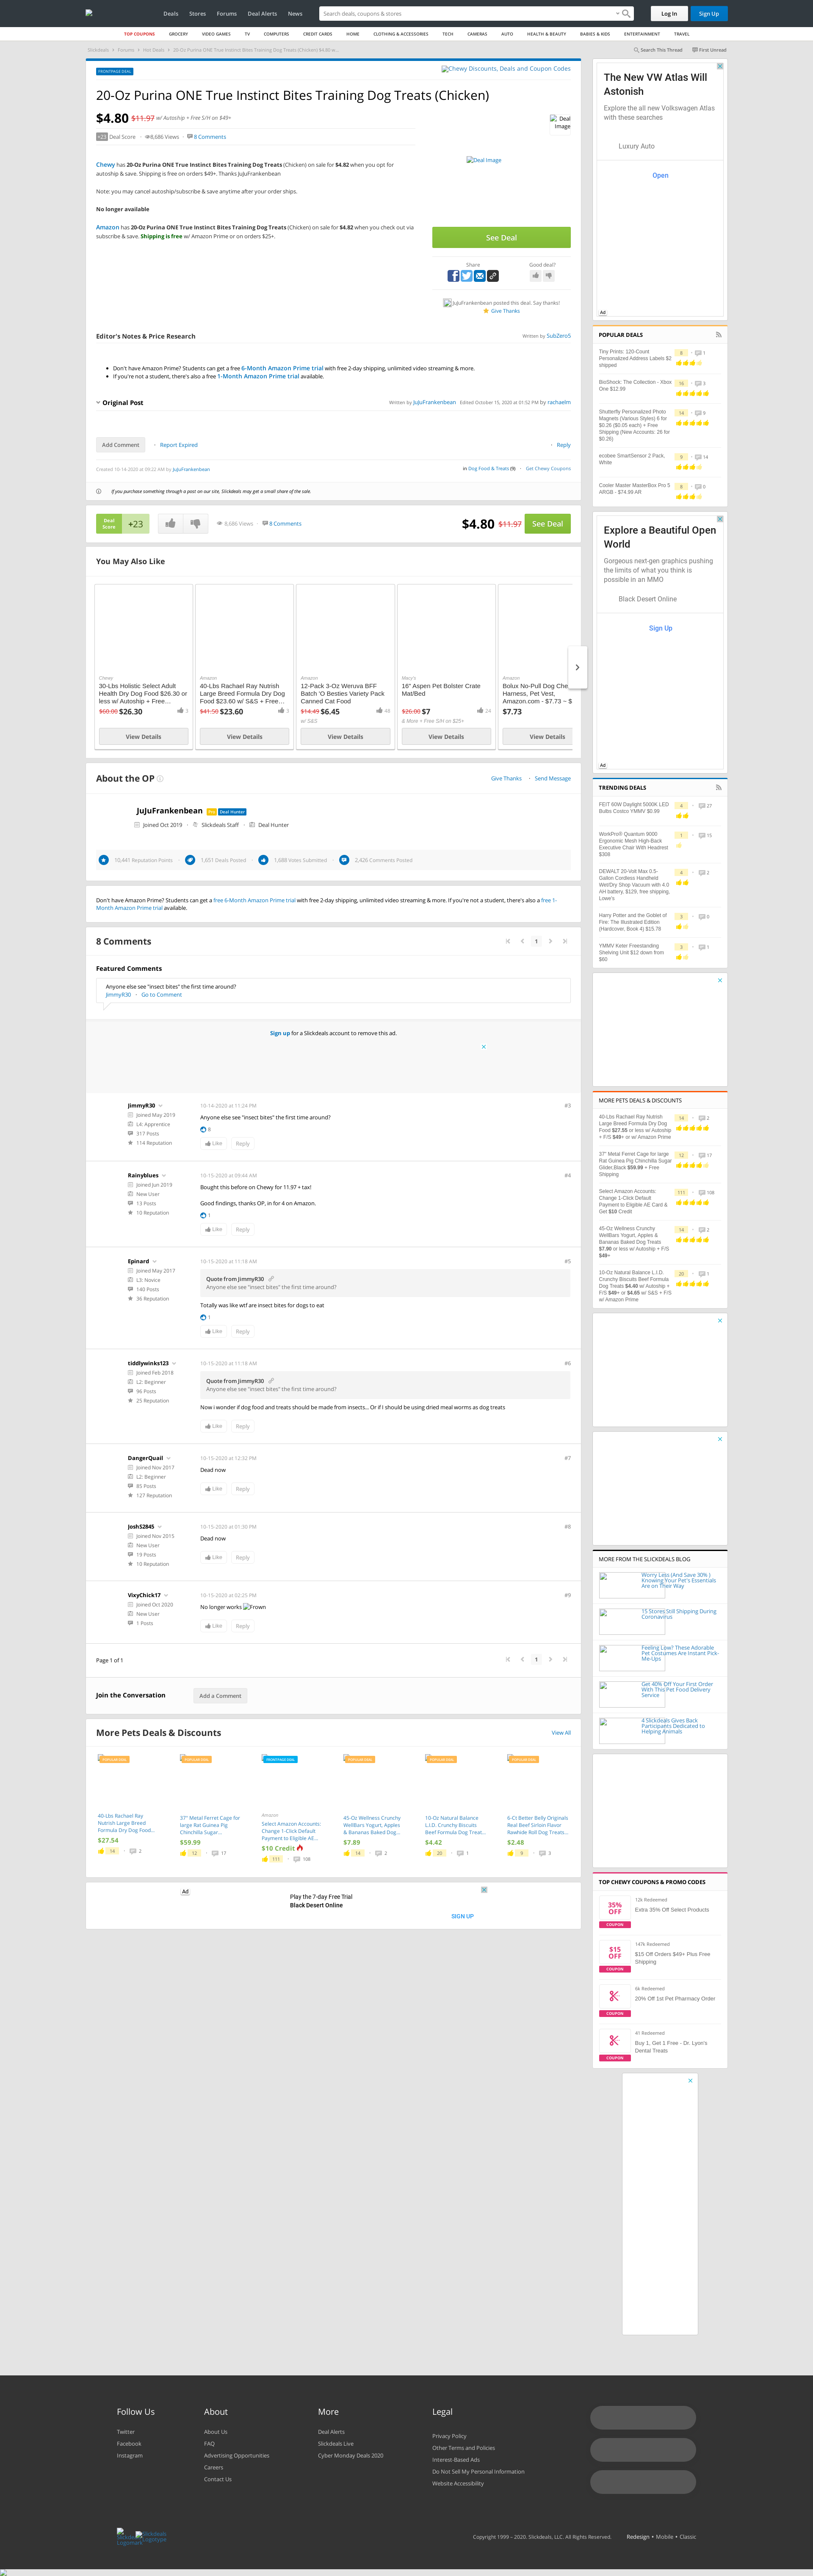 Deals Stores Forums Deal Alerts News
Search deals, coupons & stores
Log In Sign Up
TOP COUPONS GROCERY VIDEO GAMES TV COMPUTERS CREDIT CARDS HOME CLOTHING & ACCESSORIES TECH CAMERAS AUTO HEALTH & BEAUTY BABIES & KIDS ENTERTAINMENT TRAVEL
Slickdeals Forums Hot Deals 20-Oz Purina ONE True Instinct Bites Training Dog Treats (Chicken) $4.80 w...
Search This Thread First Unread
FRONTPAGE DEAL
Chewy Discounts, Deals and Coupon Codes
20-Oz Purina ONE True Instinct Bites Training Dog Treats (Chicken)
$4.80 $11.97 w/ Autoship + Free S/H on $49+
+23 Deal Score 8,686 Views 8 Comments
Deal Image
Deal Image
Chewy has 20-Oz Purina ONE True Instinct Bites Training Dog Treats (Chicken) on sale for $4.82 when you opt for
autoship & save. Shipping is free on orders $49+. Thanks JuJuFrankenbean
Note: you may cancel autoship/subscribe & save anytime after your order ships.
No longer available
Amazon has 20-Oz Purina ONE True Instinct Bites Training Dog Treats (Chicken) on sale for $4.82 when you check out via
subscribe & save. Shipping is free w/ Amazon Prime or on orders $25+.
See Deal
Share Good deal?
JuJuFrankenbean posted this deal. Say thanks!
Give Thanks
Editor's Notes & Price Research Written by SubZero5
Don't have Amazon Prime? Students can get a free 6-Month Amazon Prime trial with free 2-day shipping, unlimited video streaming & more.
If you're not a student, there's also a free 1-Month Amazon Prime trial available.
Original Post Written by JuJuFrankenbean Edited October 15, 2020 at 01:52 PM by rachaelm
Add Comment Report Expired Reply
Created 10-14-2020 at 09:22 AM by JuJuFrankenbean in Dog Food & Treats (9) Get Chewy Coupons
If you purchase something through a post on our site, Slickdeals may get a small share of the sale.
Deal Score +23 8,686 Views 8 Comments $4.80 $11.97 See Deal
You May Also Like
Chewy
30-Lbs Holistic Select Adult
Health Dry Dog Food $26.30 or
less w/ Autoship + Free...
$60.00 $26.30 3
View Details
Amazon
40-Lbs Rachael Ray Nutrish
Large Breed Formula Dry Dog
Food $23.60 w/ S&S + Free...
$41.50 $23.60 3
View Details
Amazon
12-Pack 3-Oz Weruva BFF
Batch 'O Besties Variety Pack
Canned Cat Food
$14.49 $6.45 48
w/ S&S
View Details
Macy's
16" Aspen Pet Bolster Crate
Mat/Bed
$26.00 $7 24
& More + Free S/H on $25+
View Details
Amazon
Bolux No-Pull Dog Che
Harness, Pet Vest,
Amazon.com - $7.73 ~ $
$7.73
View Details
About the OP Give Thanks Send Message
JuJuFrankenbean Pro Deal Hunter
Joined Oct 2019 Slickdeals Staff Deal Hunter
10,441 Reputation Points 1,651 Deals Posted 1,688 Votes Submitted 2,426 Comments Posted
Don't have Amazon Prime? Students can get a free 6-Month Amazon Prime trial with free 2-day shipping, unlimited video streaming & more. If you're not a student, there's also a free 1-
Month Amazon Prime trial available.
8 Comments 1
Featured Comments
Anyone else see "insect bites" the first time around?
JimmyR30 Go to Comment
Sign up for a Slickdeals account to remove this ad.
JimmyR30 10-14-2020 at 11:24 PM #3
Joined May 2019
L4: Apprentice
317 Posts
114 Reputation
Anyone else see "insect bites" the first time around?
8
Like Reply
Rainyblues 10-15-2020 at 09:44 AM #4
Joined Jun 2019
New User
13 Posts
10 Reputation
Bought this before on Chewy for 11.97 + tax!
Good findings, thanks OP, in for 4 on Amazon.
1
Like Reply
Epinard 10-15-2020 at 11:18 AM #5
Joined May 2017
L3: Novice
140 Posts
36 Reputation
Quote from JimmyR30
Anyone else see "insect bites" the first time around?
Totally was like wtf are insect bites for dogs to eat
1
Like Reply
tiddlywinks123 10-15-2020 at 11:18 AM #6
Joined Feb 2018
L2: Beginner
96 Posts
25 Reputation
Quote from JimmyR30
Anyone else see "insect bites" the first time around?
Now i wonder if dog food and treats should be made from insects... Or if I should be using dried meal worms as dog treats
Like Reply
DangerQuail 10-15-2020 at 12:32 PM #7
Joined Nov 2017
L2: Beginner
85 Posts
127 Reputation
Dead now
Like Reply
Josh52845 10-15-2020 at 01:30 PM #8
Joined Nov 2015
New User
19 Posts
10 Reputation
Dead now
Like Reply
VixyChick17 10-15-2020 at 02:25 PM #9
Joined Oct 2020
New User
1 Posts
No longer works Frown
Like Reply
Page 1 of 1 1
Join the Conversation Add a Comment
More Pets Deals & Discounts View All
POPULAR DEAL
40-Lbs Rachael Ray
Nutrish Large Breed
Formula Dry Dog Food...
$27.54
14 2
POPULAR DEAL
37" Metal Ferret Cage for
large Rat Guinea Pig
Chinchilla Sugar...
$59.99
12 17
FRONTPAGE DEAL
Amazon
Select Amazon Accounts:
Change 1-Click Default
Payment to Eligible AE...
$10 Credit
111 108
POPULAR DEAL
45-Oz Wellness Crunchy
WellBars Yogurt, Apples
& Bananas Baked Dog...
$7.89
14 2
POPULAR DEAL
10-Oz Natural Balance
L.I.D. Crunchy Biscuits
Beef Formula Dog Treat...
$4.42
20 1
POPULAR DEAL
6-Ct Better Belly Originals
Real Beef Sirloin Flavor
Rawhide Roll Dog Treats...
$2.48
9 3
Ad
Play the 7-day Free Trial
Black Desert Online
SIGN UP
The New VW Atlas Will
Astonish
Explore the all new Volkswagen Atlas
with these searches
Luxury Auto
Open
Ad
POPULAR DEALS
Tiny Prints: 120-Count
Personalized Address Labels $2
shipped
8 1
BioShock: The Collection - Xbox
One $12.99
16 3
Shutterfly Personalized Photo
Magnets (Various Styles) 6 for
$0.26 ($0.05 each) + Free
Shipping (New Accounts: 26 for
$0.26)
14 9
ecobee SmartSensor 2 Pack,
White
9 14
Cooler Master MasterBox Pro 5
ARGB - $74.99 AR
8 0
Explore a Beautiful Open
World
Gorgeous next-gen graphics pushing
the limits of what you think is
possible in an MMO
Black Desert Online
Sign Up
Ad
TRENDING DEALS
FEIT 60W Daylight 5000K LED
Bulbs Costco YMMV $0.99
4 27
WorkPro® Quantum 9000
Ergonomic Mesh High-Back
Executive Chair With Headrest
$308
1 15
DEWALT 20-Volt Max 0.5-
Gallon Cordless Handheld
Wet/Dry Shop Vacuum with 4.0
AH battery, $129, free shipping,
Lowe's
4 2
Harry Potter and the Goblet of
Fire: The Illustrated Edition
(Hardcover, Book 4) $15.78
3 0
YMMV Keter Freestanding
Shelving Unit $12 down from
$60
3 7
MORE PETS DEALS & DISCOUNTS
40-Lbs Rachael Ray Nutrish
Large Breed Formula Dry Dog
Food $27.55 or less w/ Autoship
+ F/S $49+ or w/ Amazon Prime
14 2
37" Metal Ferret Cage for large
Rat Guinea Pig Chinchilla Sugar
Glider,Black $59.99 + Free
Shipping
12 17
Select Amazon Accounts:
Change 1-Click Default
Payment to Eligible AE Card &
Get $10 Credit
111 108
45-Oz Wellness Crunchy
WellBars Yogurt, Apples &
Bananas Baked Dog Treats
$7.90 or less w/ Autoship + F/S
$49+
14 2
10-Oz Natural Balance L.I.D.
Crunchy Biscuits Beef Formula
Dog Treats $4.40 w/ Autoship +
F/S $49+ or $4.65 w/ S&S + F/S
w/ Amazon Prime
20 1
MORE FROM THE SLICKDEALS BLOG
Worry Less (And Save 30% )
Knowing Your Pet's Essentials
Are on Their Way
15 Stores Still Shipping During
Coronavirus
Feeling Low? These Adorable
Pet Costumes Are Instant Pick-
Me-Ups
Get 40% Off Your First Order
With This Pet Food Delivery
Service
4 Slickdeals Gives Back
Participants Dedicated to
Helping Animals
TOP CHEWY COUPONS & PROMO CODES
35% OFF COUPON
12k Redeemed
Extra 35% Off Select Products
$15 OFF COUPON
147k Redeemed
$15 Off Orders $49+ Plus Free
Shipping
COUPON
6k Redeemed
20% Off 1st Pet Pharmacy Order
COUPON
41 Redeemed
Buy 1, Get 1 Free - Dr. Lyon's
Dental Treats
Follow Us
Twitter
Facebook
Instagram
About
About Us
FAQ
Advertising Opportunities
Careers
Contact Us
More
Deal Alerts
Slickdeals Live
Cyber Monday Deals 2020
Legal
Privacy Policy
Other Terms and Policies
Interest-Based Ads
Do Not Sell My Personal Information
Website Accessibility
Copyright 1999 - 2020. Slickdeals, LLC. All Rights Reserved. Redesign • Mobile • Classic